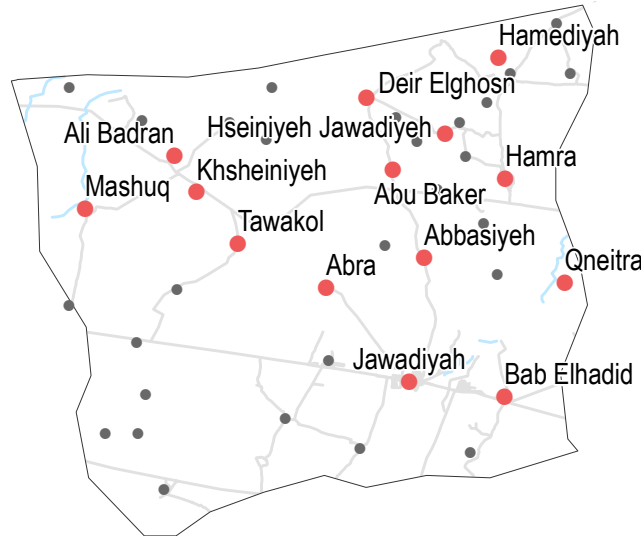 Hamediyah
Deir Elghosn
Ali Badran
Hseiniyeh Jawadiyeh
Khsheiniyeh
Hamra
Mashuq
Abu Baker
Tawakol
Abbasiyeh
Abra
Qneitra
Jawadiyah
Bab Elhadid